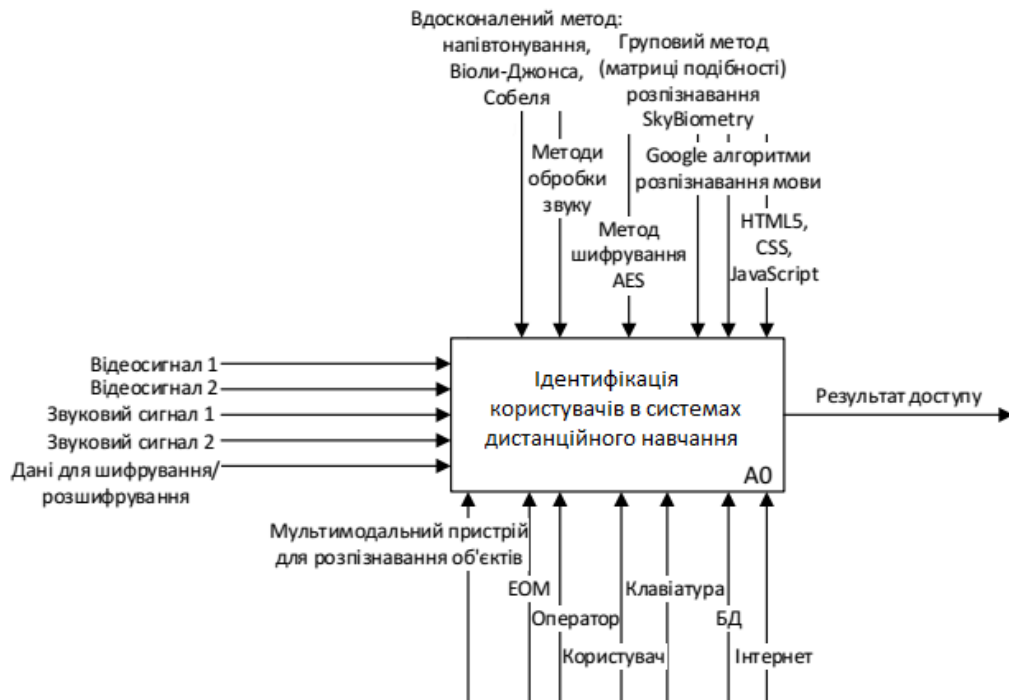 Вдосконалений метод:
напівтонування,
Віоли-Джонса,
Собеля
Методи
обробки
звуку
Груповий метод
(матриці подібності)
розпізнавання
SkyBiometry
Метод
шифрування
AES
Google алгоритми
розпізнавання мови
HTML5,
CSS,
JavaScript
Відеосигнал 1
Відеосигнал 2
Звуковий сигнал 1
Звуковий сигнал 2
Дані для шифрування/
розшифрування
Ідентифікація
користувачів в системах
дистанційного навчання
А0
Результат доступу
Мультимодальний пристрій
для розпізнавання об'єктів
ЕОМ
Оператор
Користувач
Клавіатура
БД
Інтернет